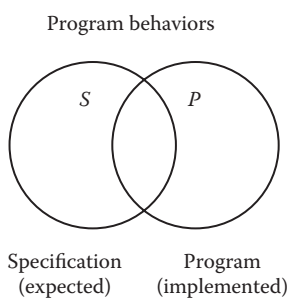 Program behaviors
S
P
Specification
(expected)
Program
(implemented)